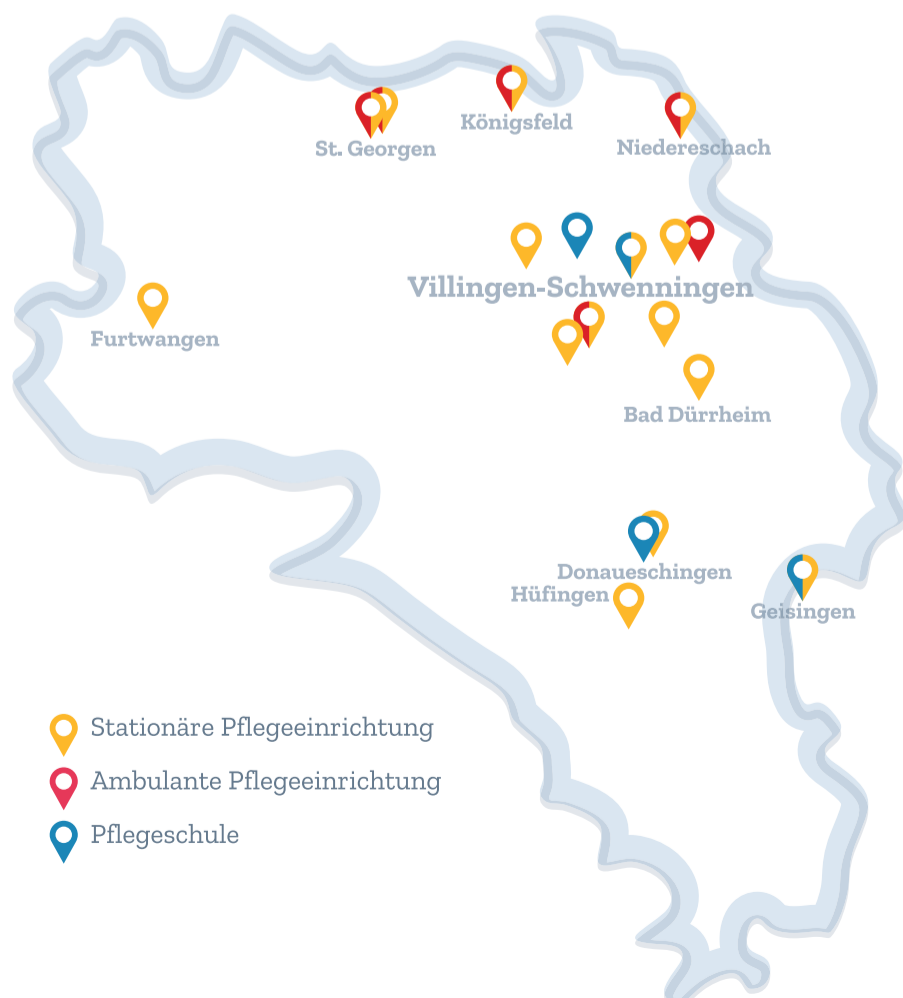 Königsfeld
St. Georgen
Niedereschach
Villingen-Schwenningen
Furtwangen
Bad Dürrheim
Donaueschingen
Hüfingen
Geisingen
Stationäre Pflegeeinrichtung
Ambulante Pflegeeinrichtung
Pflegeschule